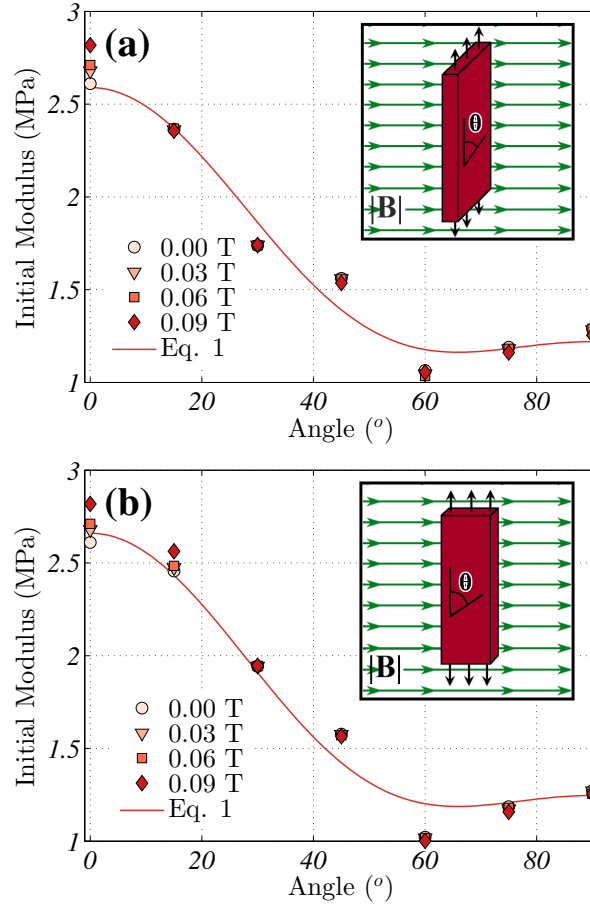 (a)
3
2.5
2
1.5
1
Initial Modulus (MPa)
0.00 T
0.03 T
0.06 T
0.09 T
Eq. 1
θ
|B|
0 20 40 60 80
Angle (°)
(b)
3
2.5
2
1.5
1
Initial Modulus (MPa)
0.00 T
0.03 T
0.06 T
0.09 T
Eq. 1
θ
|B|
0 20 40 60 80
Angle (°)